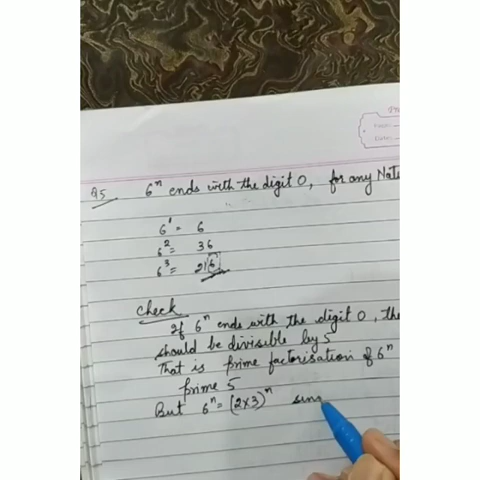 Q5 6ⁿ ends with the digit 0, for any Natu
6¹ = 6
6² = 36
6³ = 216
Check
If 6ⁿ ends with the digit 0, the
should be divisible by 5
That is prime factorisation of 6ⁿ
prime 5
But 6ⁿ = (2×3)ⁿ